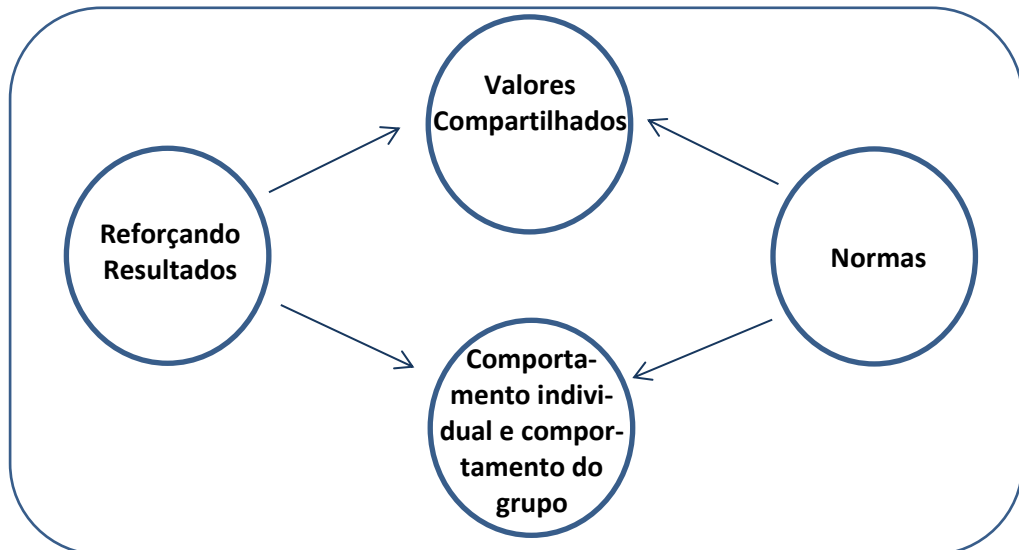 Valores
Compartilhados
Reforçando
Resultados
Normas
Comporta-
mento indivi-
dual e compor-
tamento do
grupo